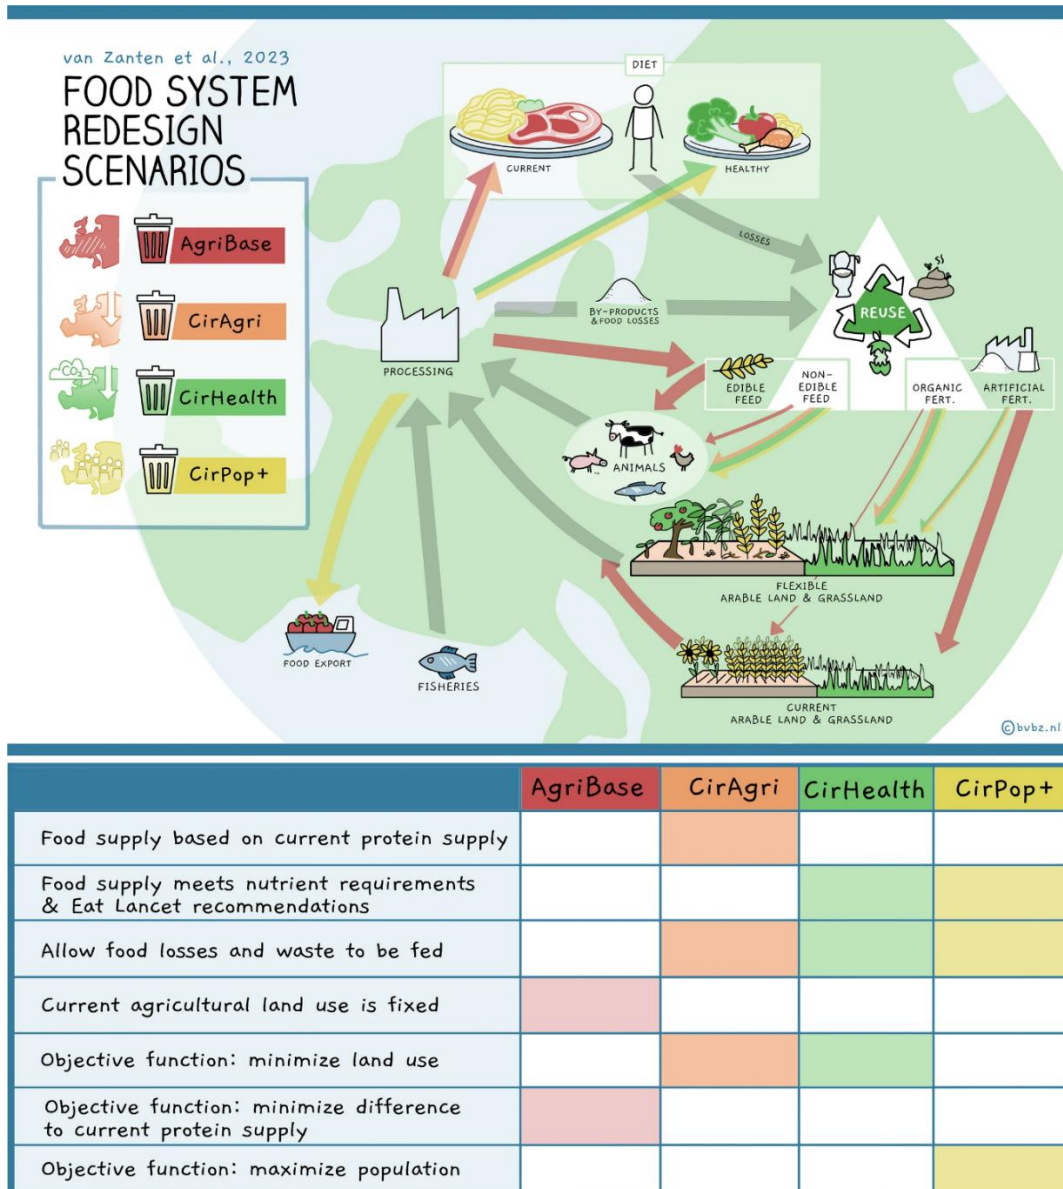 van Zanten et al., 2023
FOOD SYSTEM
REDESIGN
SCENARIOS
AgriBase
CirAgri
CO2
CirHealth
CirPop+
DIET
CURRENT
HEALTHY
LOSSES
BY-PRODUCTS
& FOOD LOSSES
PROCESSING
REUSE
EDIBLE
FEED
NON-
EDIBLE
FEED
ORGANIC
FERT.
ARTIFICIAL
FERT.
ANIMALS
FLEXIBLE
ARABLE LAND & GRASSLAND
FOOD EXPORT
FISHERIES
CURRENT
ARABLE LAND & GRASSLAND
©bvbz.nl
AgriBase CirAgri CirHealth CirPop+
Food supply based on current protein supply
Food supply meets nutrient requirements
& Eat Lancet recommendations
Allow food losses and waste to be fed
Current agricultural land use is fixed
Objective function: minimize land use
Objective function: minimize difference
to current protein supply
Objective function: maximize population